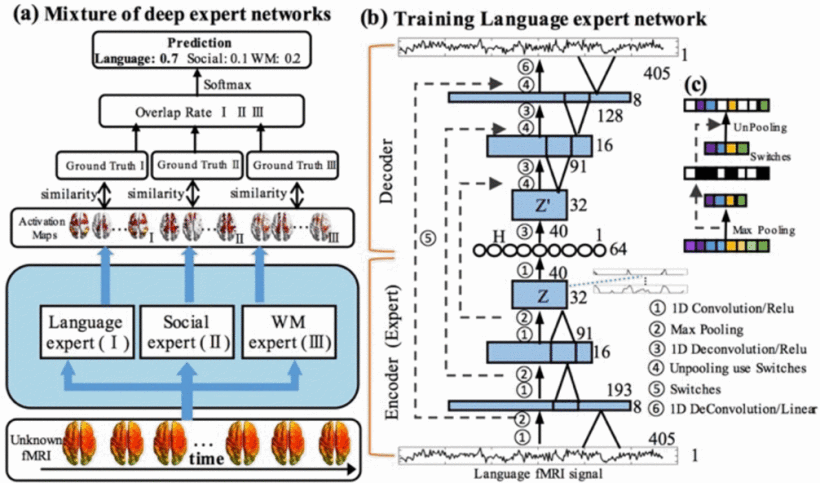 (a) Mixture of deep expert networks
Prediction
Language: 0.7 Social: 0.1 WM: 0.2
Softmax
Overlap Rate I II III
Ground Truth I
Ground Truth II
Ground Truth III
similarity
similarity
similarity
Activation
Maps
I
II
III
Language
expert ( I )
Social
expert (II)
WM
expert (III)
Unknown
fMRI
...
time
(b) Training Language expert network
Decoder
Encoder (Expert)
1
⑥
④
405
8
③
④
128
16
③
④
91
Z'
32
③
40
H
1
64
⑤
①
40
Z
32
②
①
91
16
②
①
193
8
②
①
405
1
Language fMRI signal
(c)
UnPooling
Switches
Max Pooling
① 1D Convolution/Relu
② Max Pooling
③ 1D Deconvolution/Relu
④ Unpooling use Switches
⑤ Switches
⑥ 1D DeConvolution/Linear